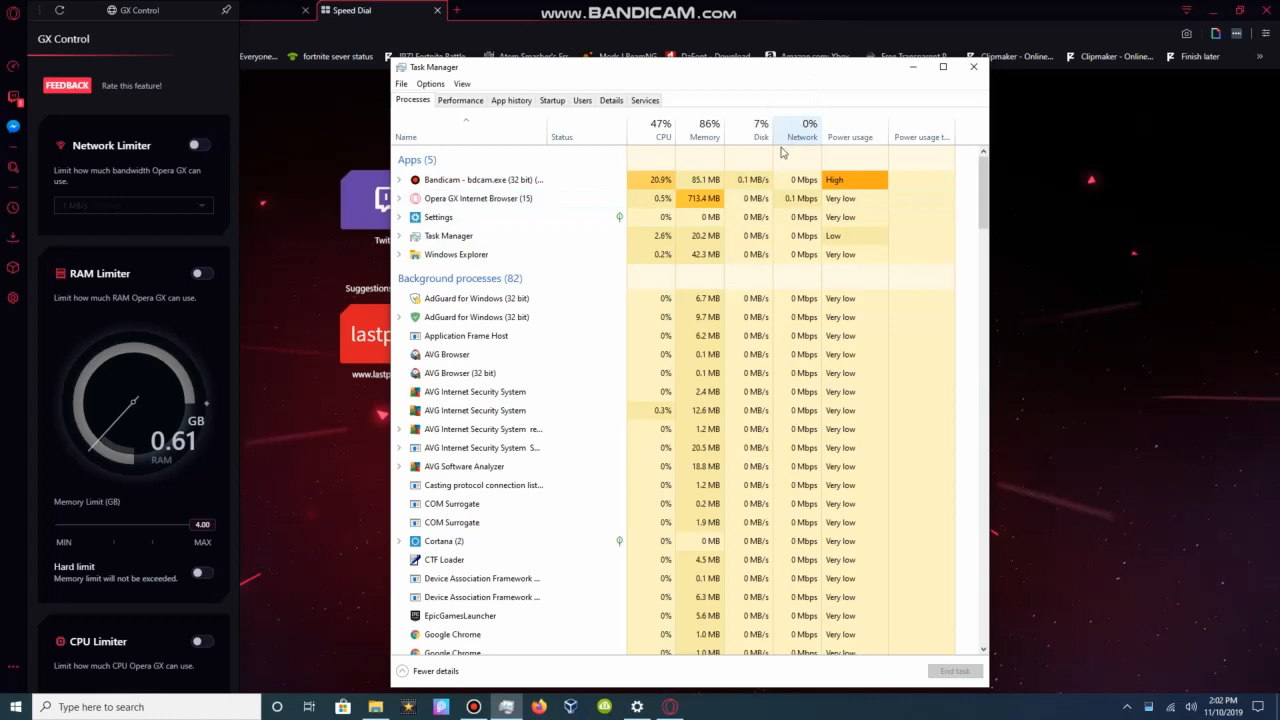 GX Control
Speed Dial
www.BANDICAM.com
GX Control
Everyone...
fortnite sever status
Clipmaker - Online...
Clipmaker - Online...
Finish later
FEEDBACK
Rate this feature!
Network Limiter
Limit how much bandwidth Opera GX can
use.
RAM Limiter
Limit how much RAM Opera GX can use.
GB
0.61
RAM
Memory Limit (GB)
4.00
MIN
MAX
Hard limit
Memory limit will not be exceeded.
CPU Limiter
Limit how much CPU Opera GX can use.
Twit
Suggestions
lastp
www.lastp
Task Manager
File Options View
Processes Performance App history Startup Users Details Services
47% 86% 7% 0%
Name Status CPU Memory Disk Network Power usage Power usage t...
Apps (5)
Bandicam - bdcam.exe (32 bit) (... 20.9% 85.1 MB 0.1 MB/s 0 Mbps High
Opera GX Internet Browser (15) 0.5% 713.4 MB 0 MB/s 0.1 Mbps Very low
Settings 0% 0 MB 0 MB/s 0 Mbps Very low
Task Manager 2.6% 20.2 MB 0 MB/s 0 Mbps Low
Windows Explorer 0.2% 42.3 MB 0 MB/s 0 Mbps Very low
Background processes (82)
AdGuard for Windows (32 bit) 0% 6.7 MB 0 MB/s 0 Mbps Very low
AdGuard for Windows (32 bit) 0% 9.7 MB 0 MB/s 0 Mbps Very low
Application Frame Host 0% 6.2 MB 0 MB/s 0 Mbps Very low
AVG Browser 0% 0.1 MB 0 MB/s 0 Mbps Very low
AVG Browser (32 bit) 0% 0.1 MB 0 MB/s 0 Mbps Very low
AVG Internet Security System 0% 2.4 MB 0 MB/s 0 Mbps Very low
AVG Internet Security System 0.3% 12.6 MB 0 MB/s 0 Mbps Very low
AVG Internet Security System re... 0% 1.2 MB 0 MB/s 0 Mbps Very low
AVG Internet Security System S... 0% 20.5 MB 0 MB/s 0 Mbps Very low
AVG Software Analyzer 0% 18.8 MB 0 MB/s 0 Mbps Very low
Casting protocol connection list... 0% 1.2 MB 0 MB/s 0 Mbps Very low
COM Surrogate 0% 0.2 MB 0 MB/s 0 Mbps Very low
COM Surrogate 0% 1.9 MB 0 MB/s 0 Mbps Very low
Cortana (2) 0% 0 MB 0 MB/s 0 Mbps Very low
CTF Loader 0% 4.5 MB 0 MB/s 0 Mbps Very low
Device Association Framework ... 0% 0.1 MB 0 MB/s 0 Mbps Very low
Device Association Framework ... 0% 6.3 MB 0 MB/s 0 Mbps Very low
EpicGamesLauncher 0% 5.6 MB 0 MB/s 0 Mbps Very low
Google Chrome 0% 1.0 MB 0 MB/s 0 Mbps Very low
Google Chrome 0% 1.0 MB 0 MB/s 0 Mbps Very low
Fewer details
End task
Type here to search
2:02 PM
11/10/2019